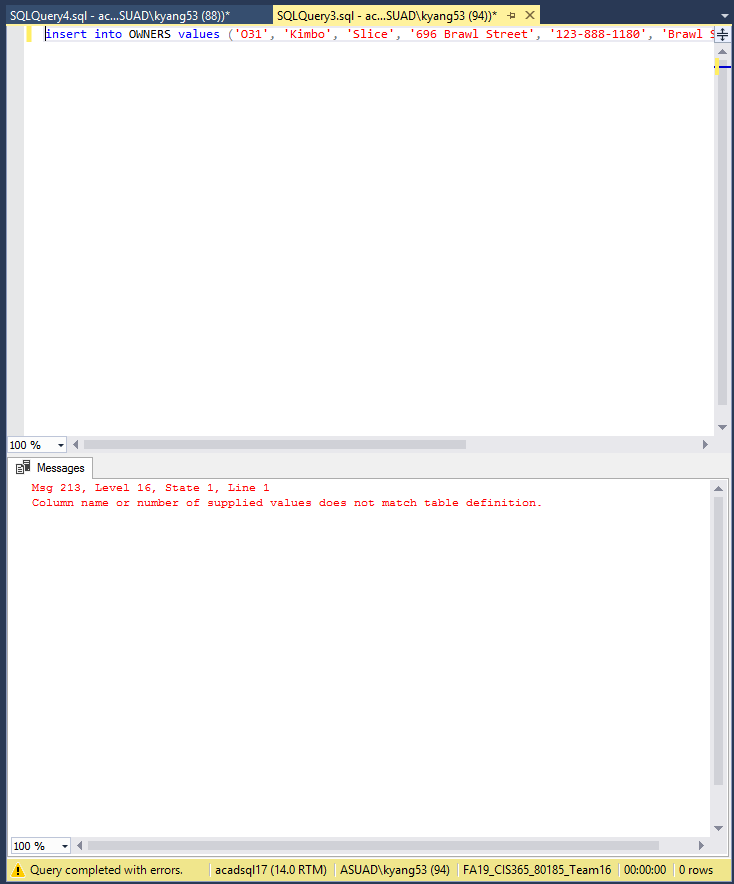 SQLQuery4.sql - ac...SUAD\kyang53 (88))* SQLQuery3.sql - ac...SUAD\kyang53 (94))*
insert into OWNERS values ('O31', 'Kimbo', 'Slice', '696 Brawl Street', '123-888-1180', 'Brawl S
100 %
Messages
Msg 213, Level 16, State 1, Line 1
Column name or number of supplied values does not match table definition.
100 %
Query completed with errors. acadsql17 (14.0 RTM) ASUAD\kyang53 (94) FA19_CIS365_80185_Team16 00:00:00 0 rows